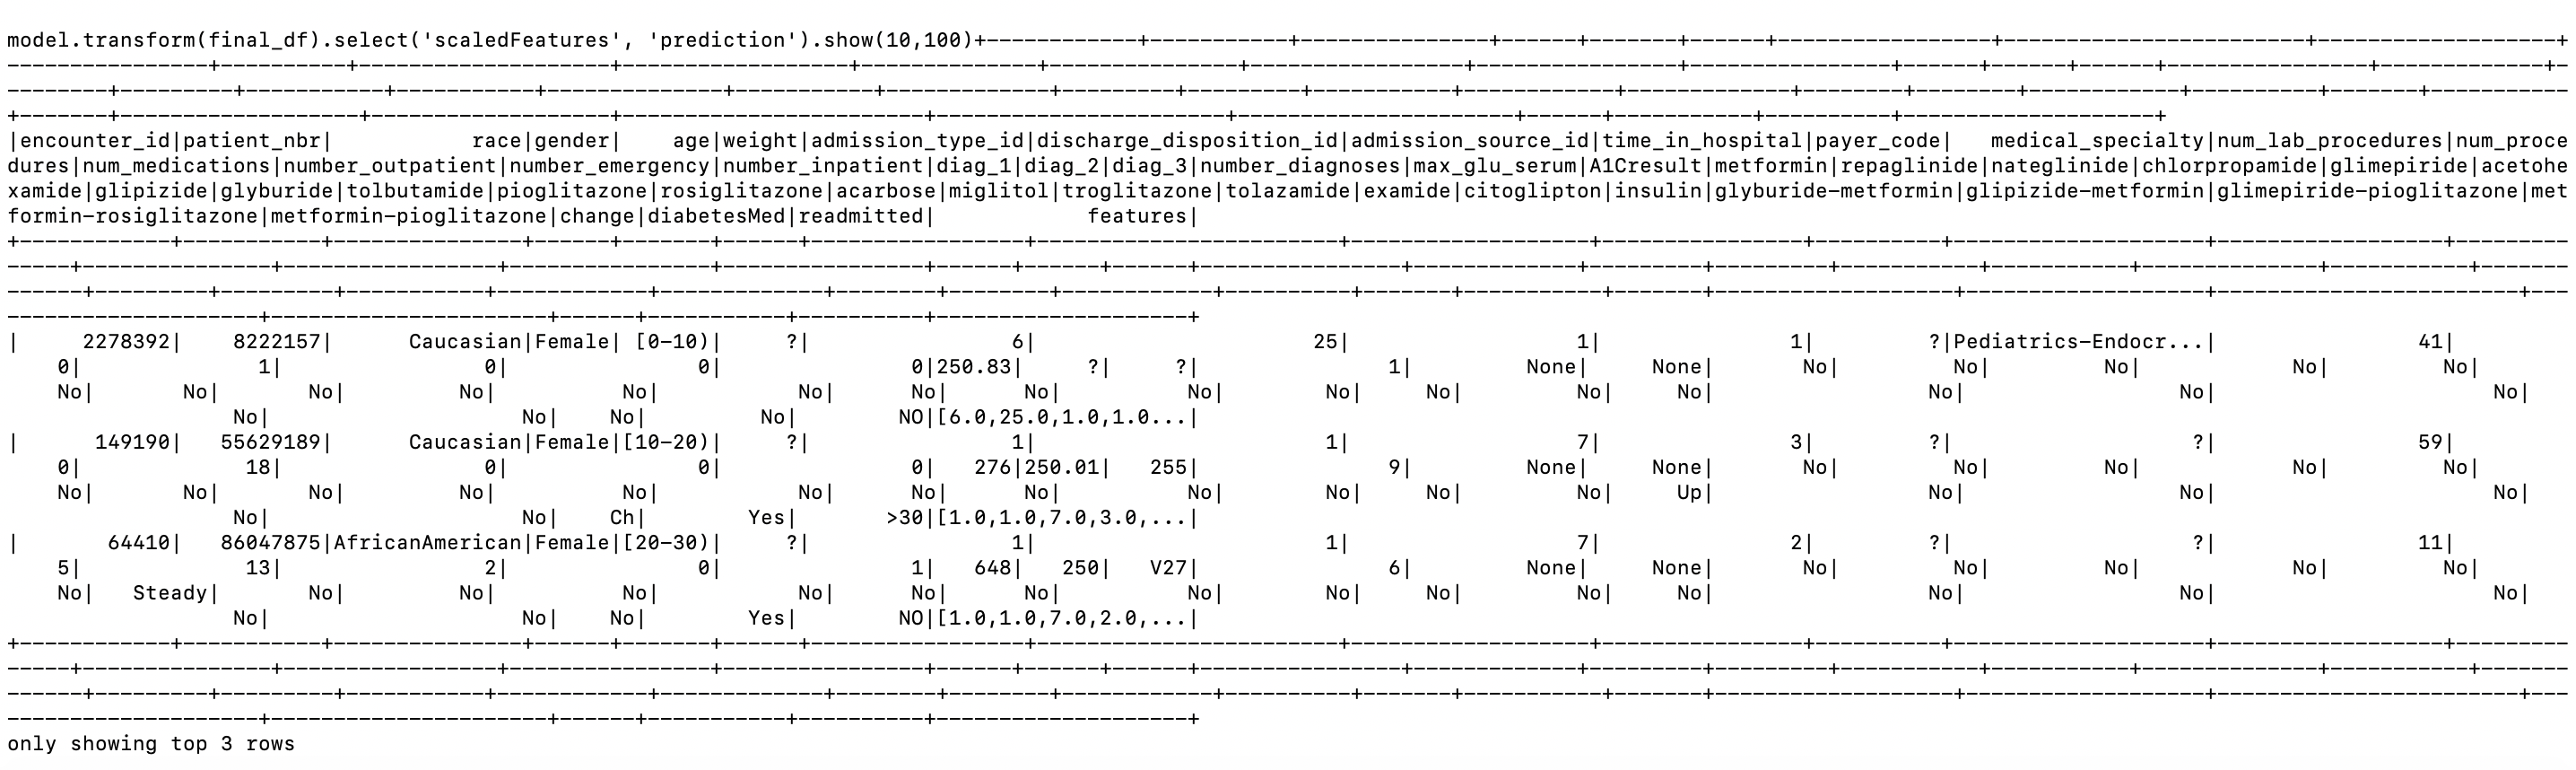 model.transform(final_df).select('scaledFeatures', 'prediction').show(10,100)+------------+-----------+---------------+------+-------+------+-----------------+------------------------+-------------------+
----------------+----------+--------------------+------------------+--------------+---------------+-----------------+----------------+----------------+------+------+------+----------------+-------------+-
--------+---------+-----------+-----------+--------------+-----------+-------------+---------+---------+-----------+------------+-------------+--------+--------+------------+----------+-------+-----------
+-------+-------------------+-------------------+------------------------+-----------------------+----------------------+------+-----------+----------+--------------------+
|encounter_id|patient_nbr|           race|gender|    age|weight|admission_type_id|discharge_disposition_id|admission_source_id|time_in_hospital|payer_code|   medical_specialty|num_lab_procedures|num_proce
dures|num_medications|number_outpatient|number_emergency|number_inpatient|diag_1|diag_2|diag_3|number_diagnoses|max_glu_serum|A1Cresult|metformin|repaglinide|nateglinide|chlorpropamide|glimepiride|acetohe
xamide|glipizide|glyburide|tolbutamide|pioglitazone|rosiglitazone|acarbose|miglitol|troglitazone|tolazamide|examide|citoglipton|insulin|glyburide-metformin|glipizide-metformin|glimepiride-pioglitazone|met
formin-rosiglitazone|metformin-pioglitazone|change|diabetesMed|readmitted|            features|
+------------+-----------+---------------+------+-------+------+-----------------+------------------------+-------------------+----------------+----------+--------------------+------------------+---------
-----+---------------+-----------------+----------------+----------------+------+------+------+----------------+-------------+---------+---------+-----------+-----------+--------------+-----------+-------
------+---------+---------+-----------+------------+-------------+--------+--------+------------+----------+-------+-----------+-------+-------------------+-------------------+------------------------+---
--------------------+----------------------+------+-----------+----------+--------------------+
|     2278392|    8222157|      Caucasian|Female| [0-10)|     ?|                6|                      25|                  1|               1|         ?|Pediatrics-Endocr...|                41|
    0|              1|                0|               0|               0|250.83|     ?|     ?|               1|         None|     None|       No|         No|         No|            No|         No|
    No|       No|       No|         No|          No|           No|      No|      No|          No|        No|     No|         No|     No|                 No|                 No|                      No|
                  No|                    No|    No|         No|        NO|[6.0,25.0,1.0,1.0...|
|      149190|   55629189|      Caucasian|Female|[10-20)|     ?|                1|                       1|                  7|               3|         ?|                   ?|                59|
    0|             18|                0|               0|               0|   276|250.01|   255|               9|         None|     None|       No|         No|         No|            No|         No|
    No|       No|       No|         No|          No|           No|      No|      No|          No|        No|     No|         No|     Up|                 No|                 No|                      No|
                  No|                    No|    Ch|        Yes|       >30|[1.0,1.0,7.0,3.0,...|
|       64410|   86047875|AfricanAmerican|Female|[20-30)|     ?|                1|                       1|                  7|               2|         ?|                   ?|                11|
    5|             13|                2|               0|               1|   648|   250|   V27|               6|         None|     None|       No|         No|         No|            No|         No|
    No|   Steady|       No|         No|          No|           No|      No|      No|          No|        No|     No|         No|     No|                 No|                 No|                      No|
                  No|                    No|    No|        Yes|        NO|[1.0,1.0,7.0,2.0,...|
+------------+-----------+---------------+------+-------+------+-----------------+------------------------+-------------------+----------------+----------+--------------------+------------------+---------
-----+---------------+-----------------+----------------+----------------+------+------+------+----------------+-------------+---------+---------+-----------+-----------+--------------+-----------+-------
------+---------+---------+-----------+------------+-------------+--------+--------+------------+----------+-------+-----------+-------+-------------------+-------------------+------------------------+---
--------------------+----------------------+------+-----------+----------+--------------------+
only showing top 3 rows